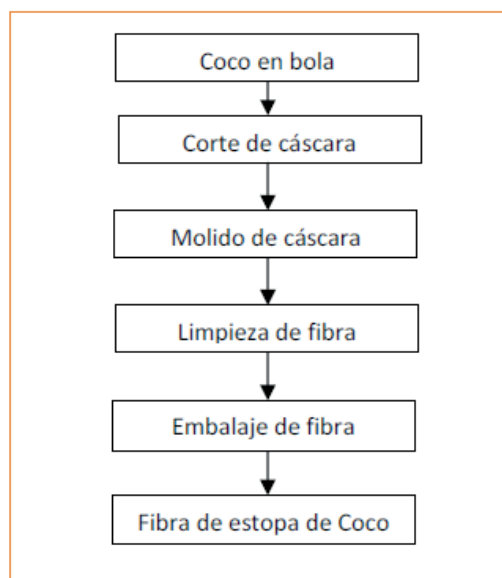 Coco en bola
Corte de cáscara
Molido de cáscara
Limpieza de fibra
Embalaje de fibra
Fibra de estopa de Coco